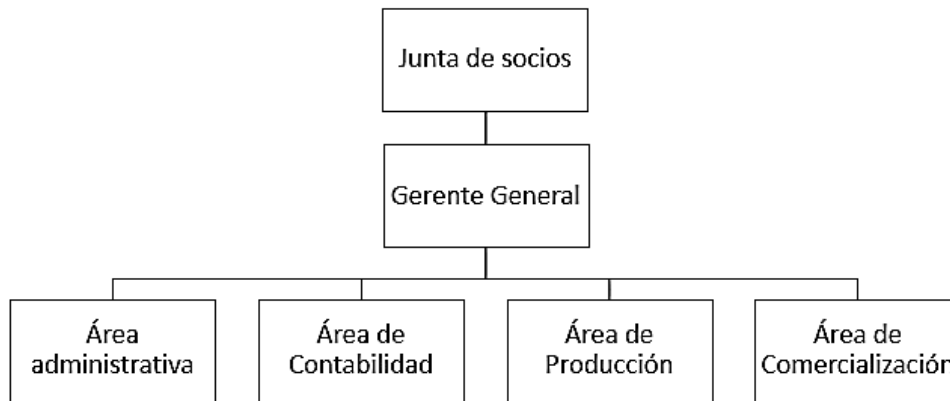 Junta de socios
Gerente General
Área
administrativa
Área de
Contabilidad
Área de
Producción
Área de
Comercialización